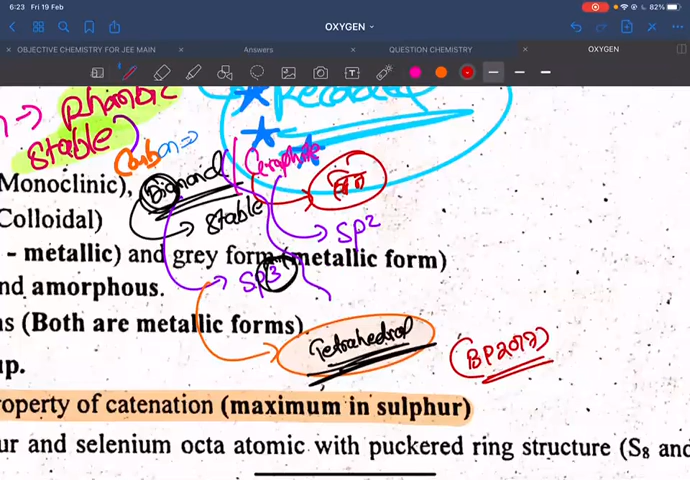 6:23 Fri 19 Feb
82%
OXYGEN
OBJECTIVE CHEMISTRY FOR JEE MAIN
Answers
QUESTION CHEMISTRY
OXYGEN
Stable
Carbon
Monoclinic),
Diamond
Graphite
Colloidal)
Stable
SP2
- metallic) and grey form (metallic form)
SP3
nd amorphous.
ns (Both are metallic forms).
Tetrahedral
up.
operty of catenation (maximum in sulphur)
ur and selenium octa atomic with puckered ring structure (S8 and